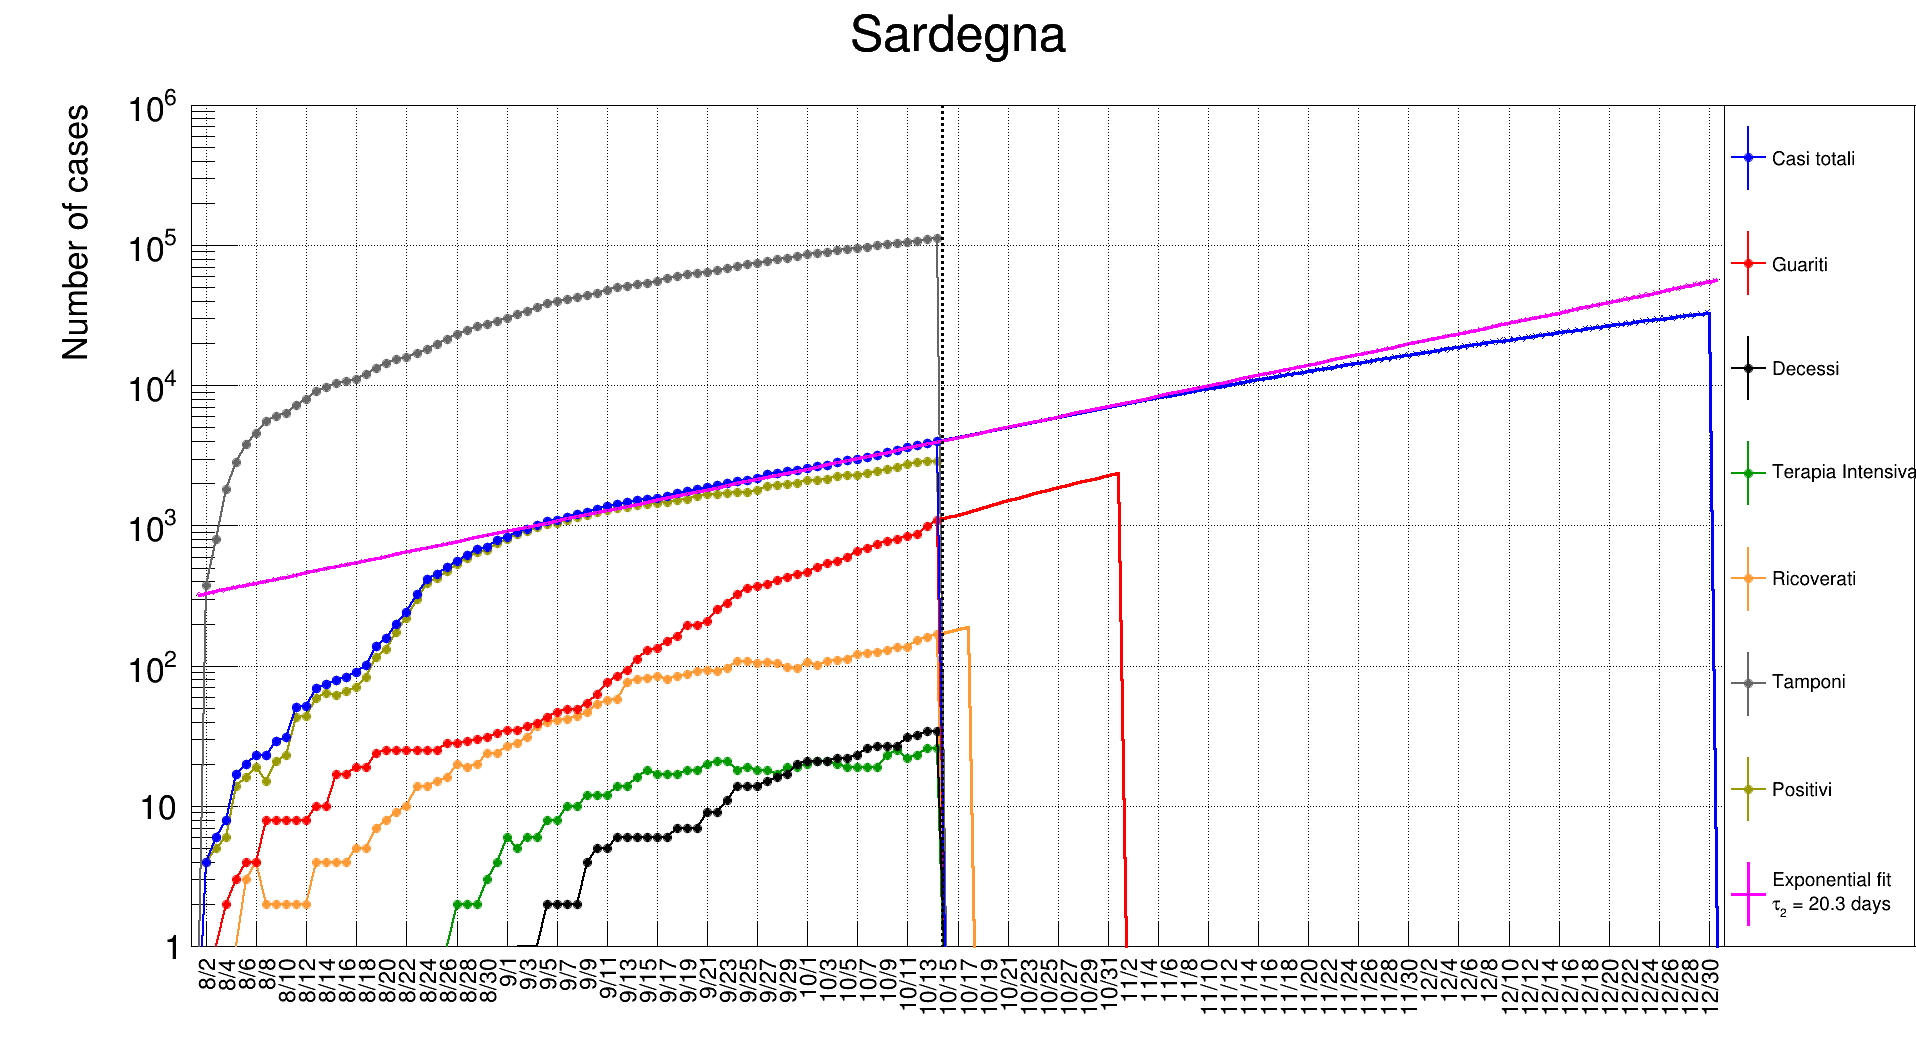 Sardegna
Number of cases
10^6
10^5
10^4
10^3
10^2
10
1
8/2 8/4 8/6 8/8 8/10 8/12 8/14 8/16 8/18 8/20 8/22 8/24 8/26 8/28 8/30 9/1 9/3 9/5 9/7 9/9 9/11 9/13 9/15 9/17 9/19 9/21 9/23 9/25 9/27 9/29 10/1 10/3 10/5 10/7 10/9 10/11 10/13 10/15 10/17 10/19 10/21 10/23 10/25 10/27 10/29 10/31 11/2 11/4 11/6 11/8 11/10 11/12 11/14 11/16 11/18 11/20 11/22 11/24 11/26 11/28 11/30 12/2 12/4 12/6 12/8 12/10 12/12 12/14 12/16 12/18 12/20 12/22 12/24 12/26 12/28 12/30
Casi totali
Guariti
Decessi
Terapia Intensiva
Ricoverati
Tamponi
Positivi
Exponential fit
τ₂ = 20.3 days